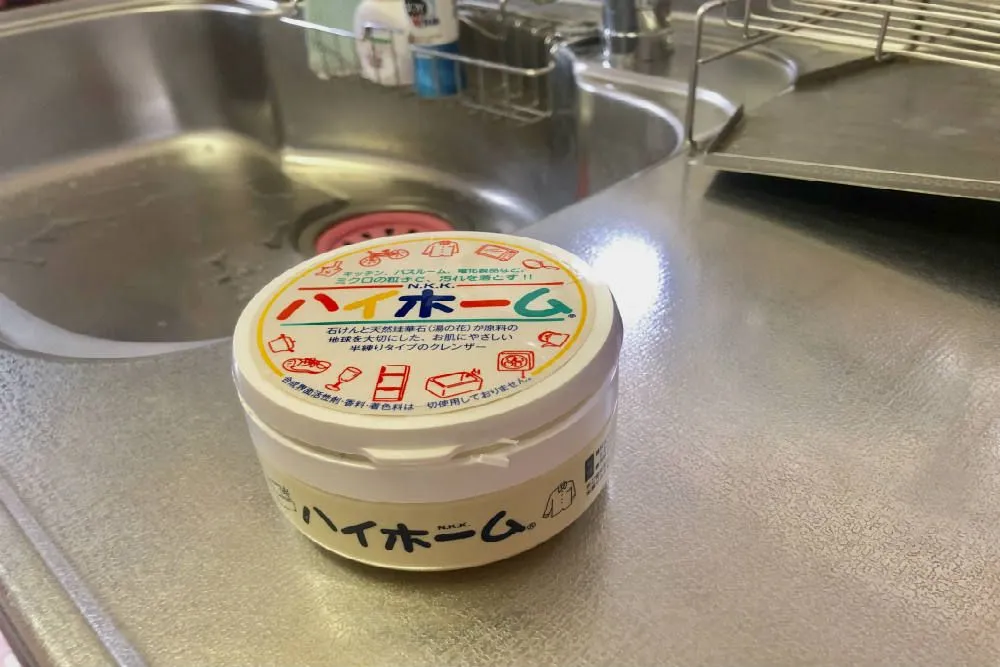 キッチン、バスルーム、電化製品など、
ミクロの粒子で、汚れを落とす!!
N.K.K.
ハイホーム®
石けんと天然珪華石(湯の花)が原料の
地球を大切にした、お肌にやさしい
半練りタイプのクレンザー
合成界面活性剤・香料・着色料は一切使用しておりません。
N.K.K.
ハイホーム®